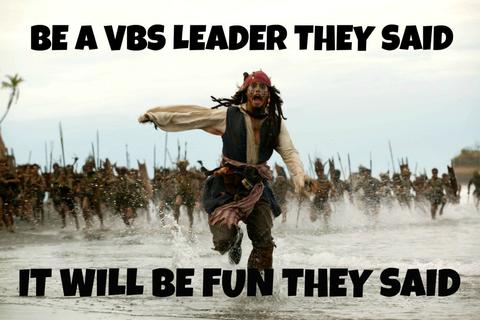 BE A VBS LEADER THEY SAID
IT WILL BE FUN THEY SAID